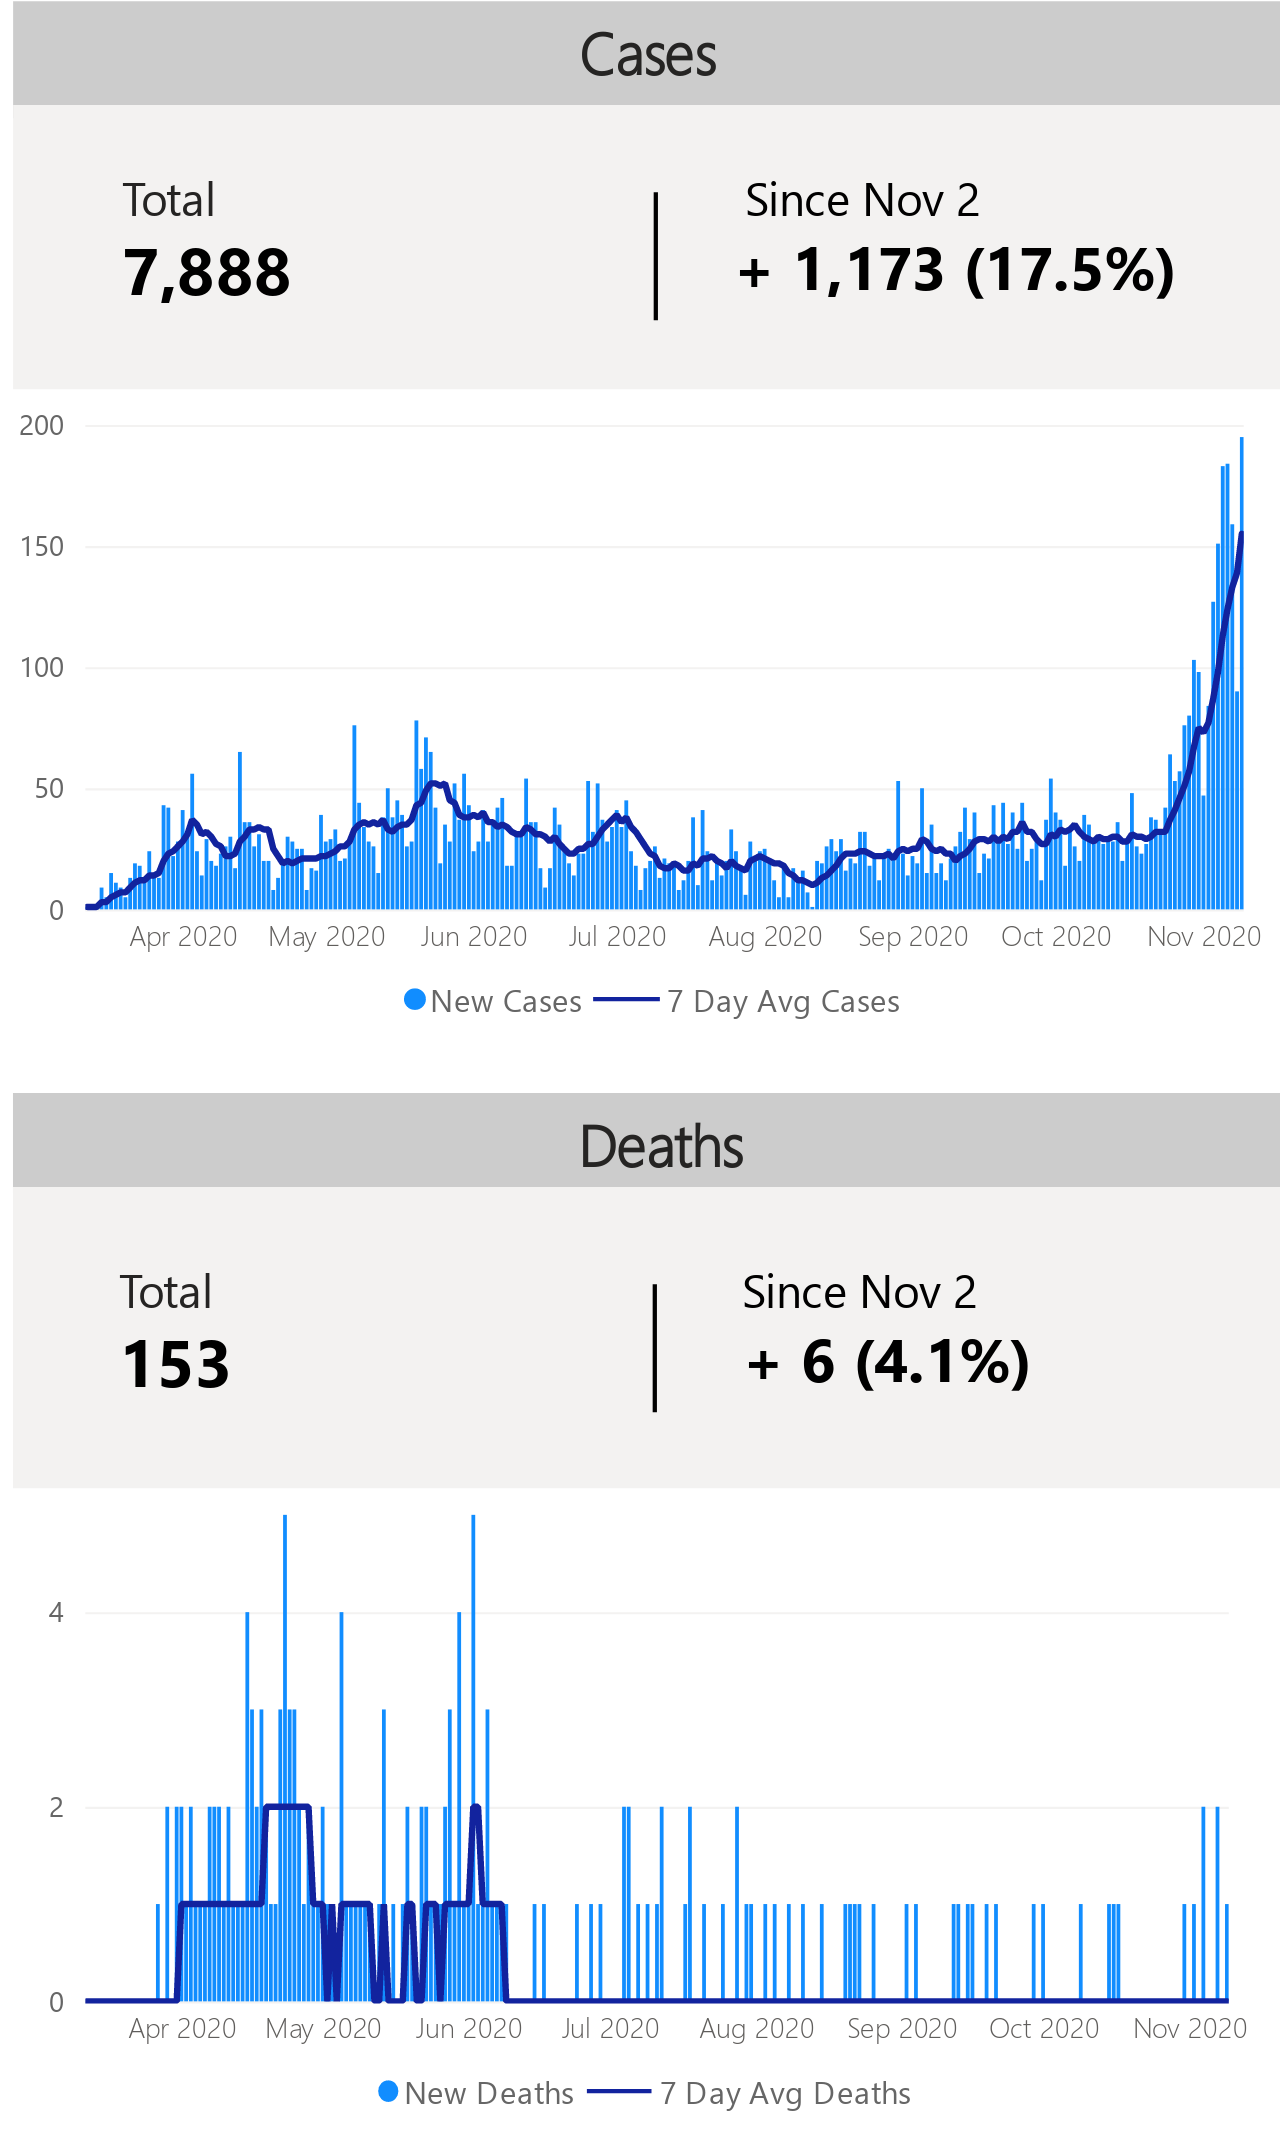 Cases
Total
Since Nov 2
7,888
+ 1,173 (17.5%)
200
150
100
50
0
Apr 2020 May 2020 Jun 2020 Jul 2020 Aug 2020 Sep 2020 Oct 2020 Nov 2020
New Cases 7 Day Avg Cases
Deaths
Total
Since Nov 2
153
+ 6 (4.1%)
4
2
0
Apr 2020 May 2020 Jun 2020 Jul 2020 Aug 2020 Sep 2020 Oct 2020 Nov 2020
New Deaths 7 Day Avg Deaths